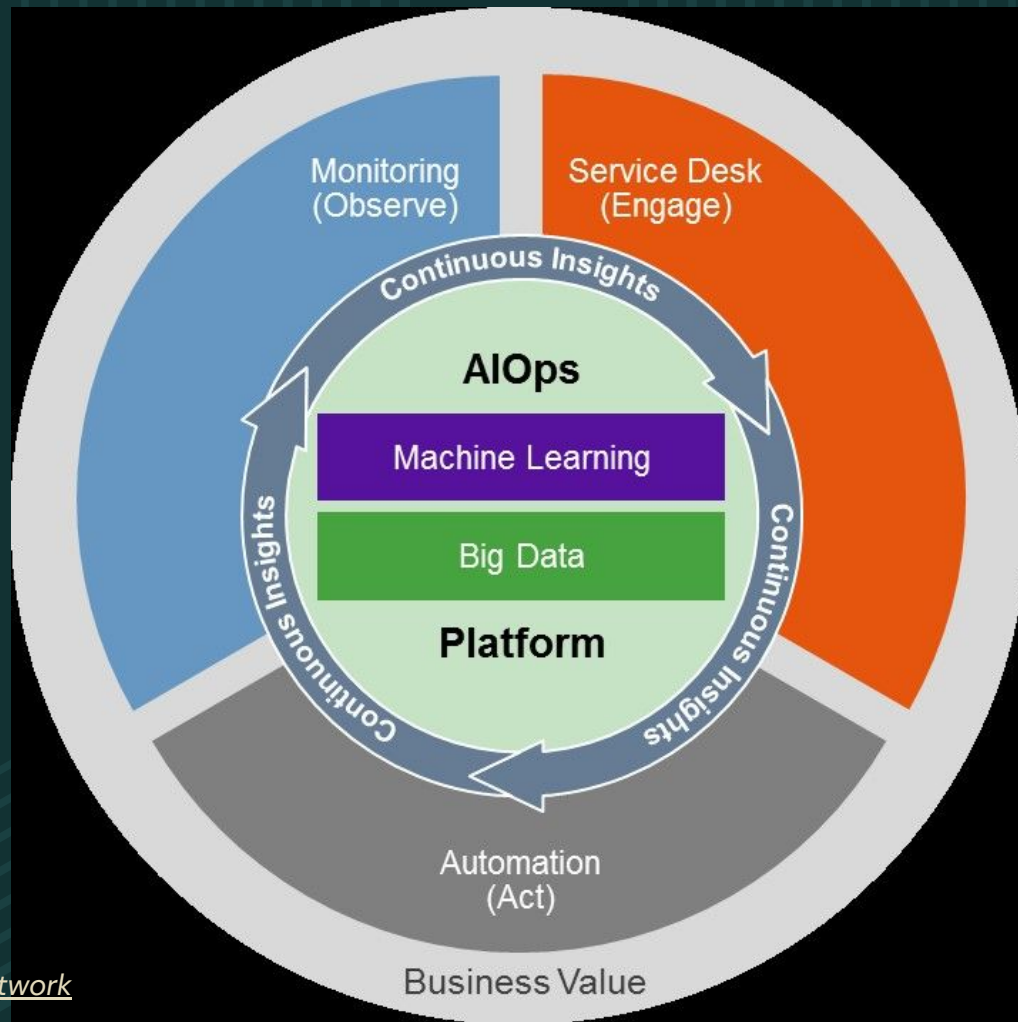 Monitoring
(Observe)
Service Desk
(Engage)
Continuous Insights
AIOps
Machine Learning
Big Data
Platform
Continuous Insights
Continuous Insights
Automation
(Act)
Business Value